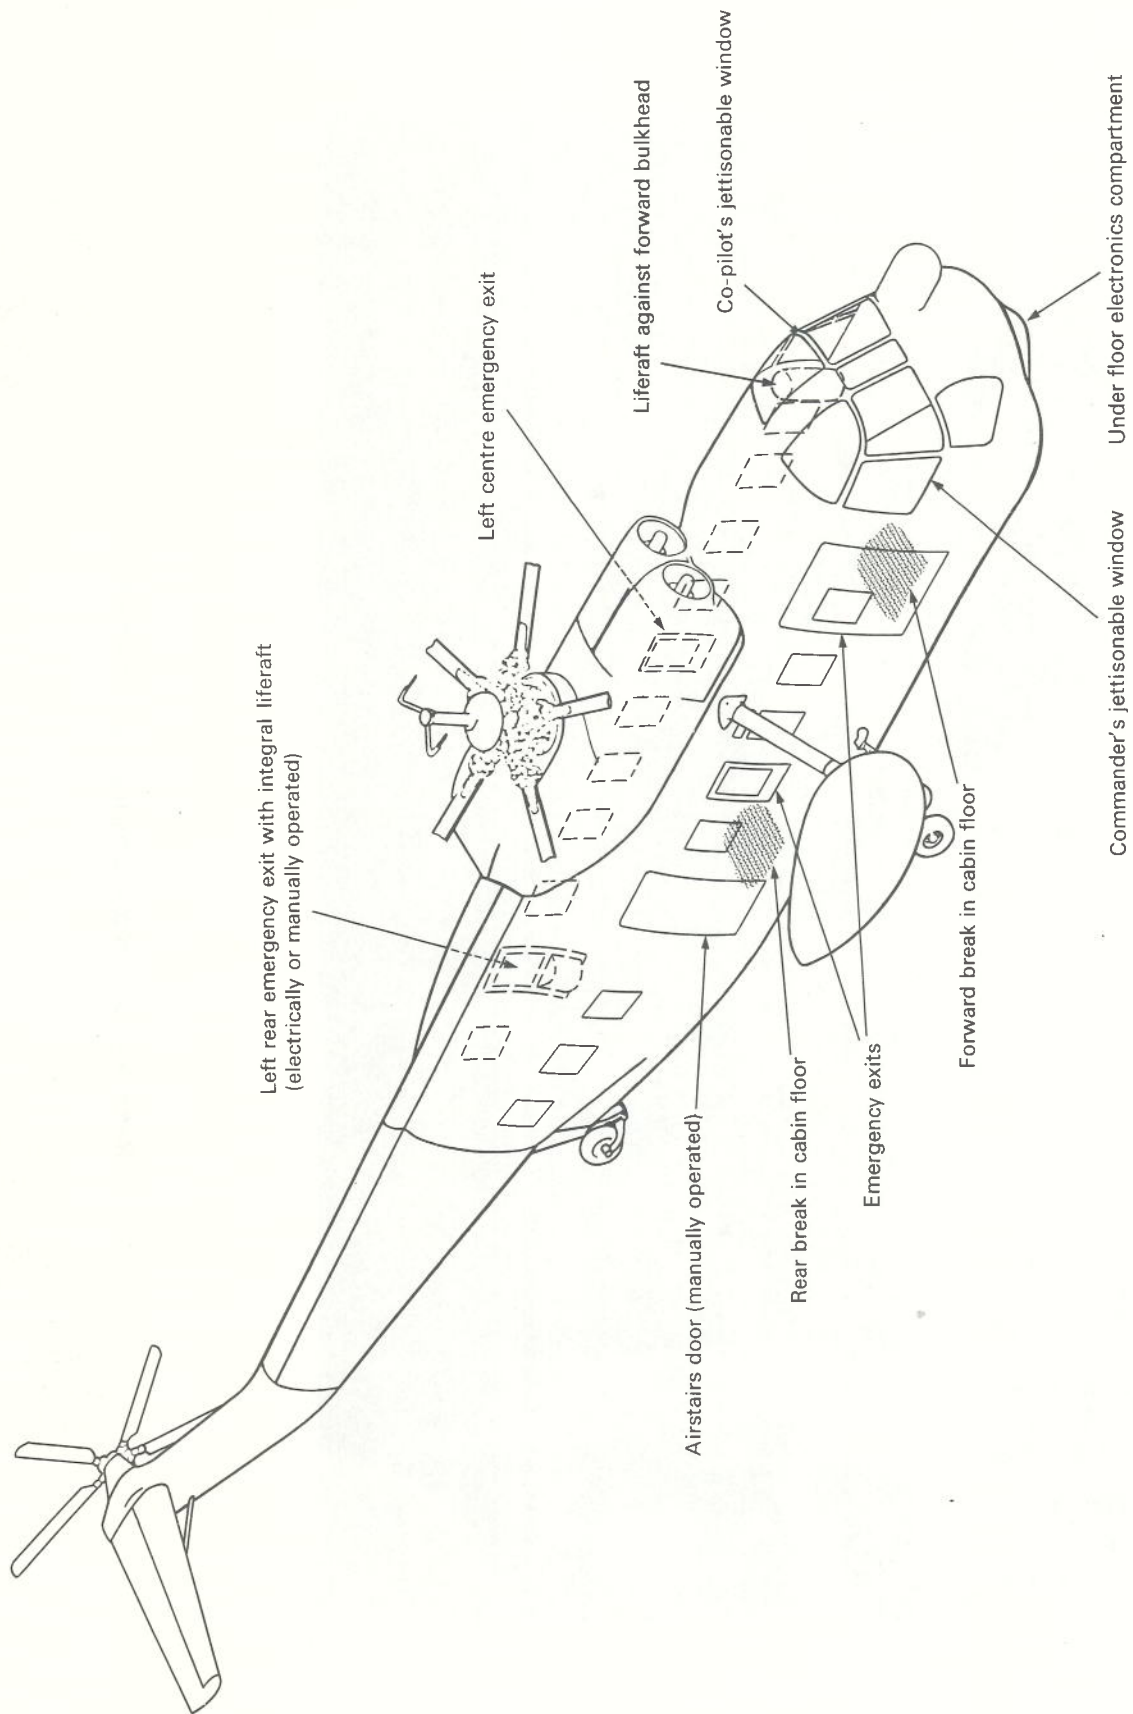 Left rear emergency exit with integral liferaft
(electrically or manually operated)
Left centre emergency exit
Liferaft against forward bulkhead
Co-pilot's jettisonable window
Airstairs door (manually operated)
Rear break in cabin floor
Emergency exits
Forward break in cabin floor
Commander's jettisonable window
Under floor electronics compartment